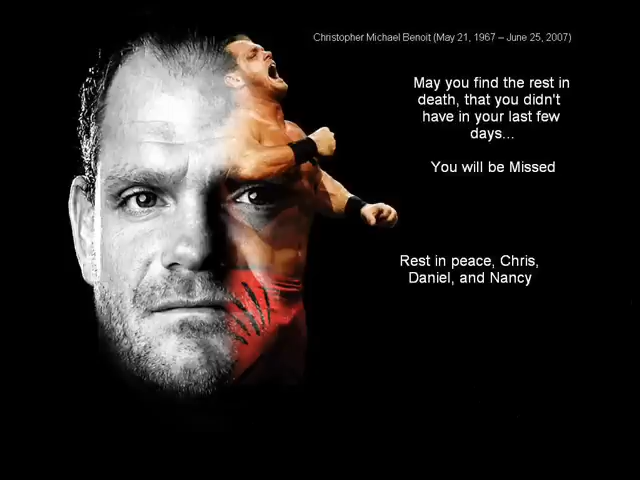 Christopher Michael Benoit (May 21, 1967 – June 25, 2007)
May you find the rest in
death, that you didn't
have in your last few
days...
You will be Missed
Rest in peace, Chris,
Daniel, and Nancy